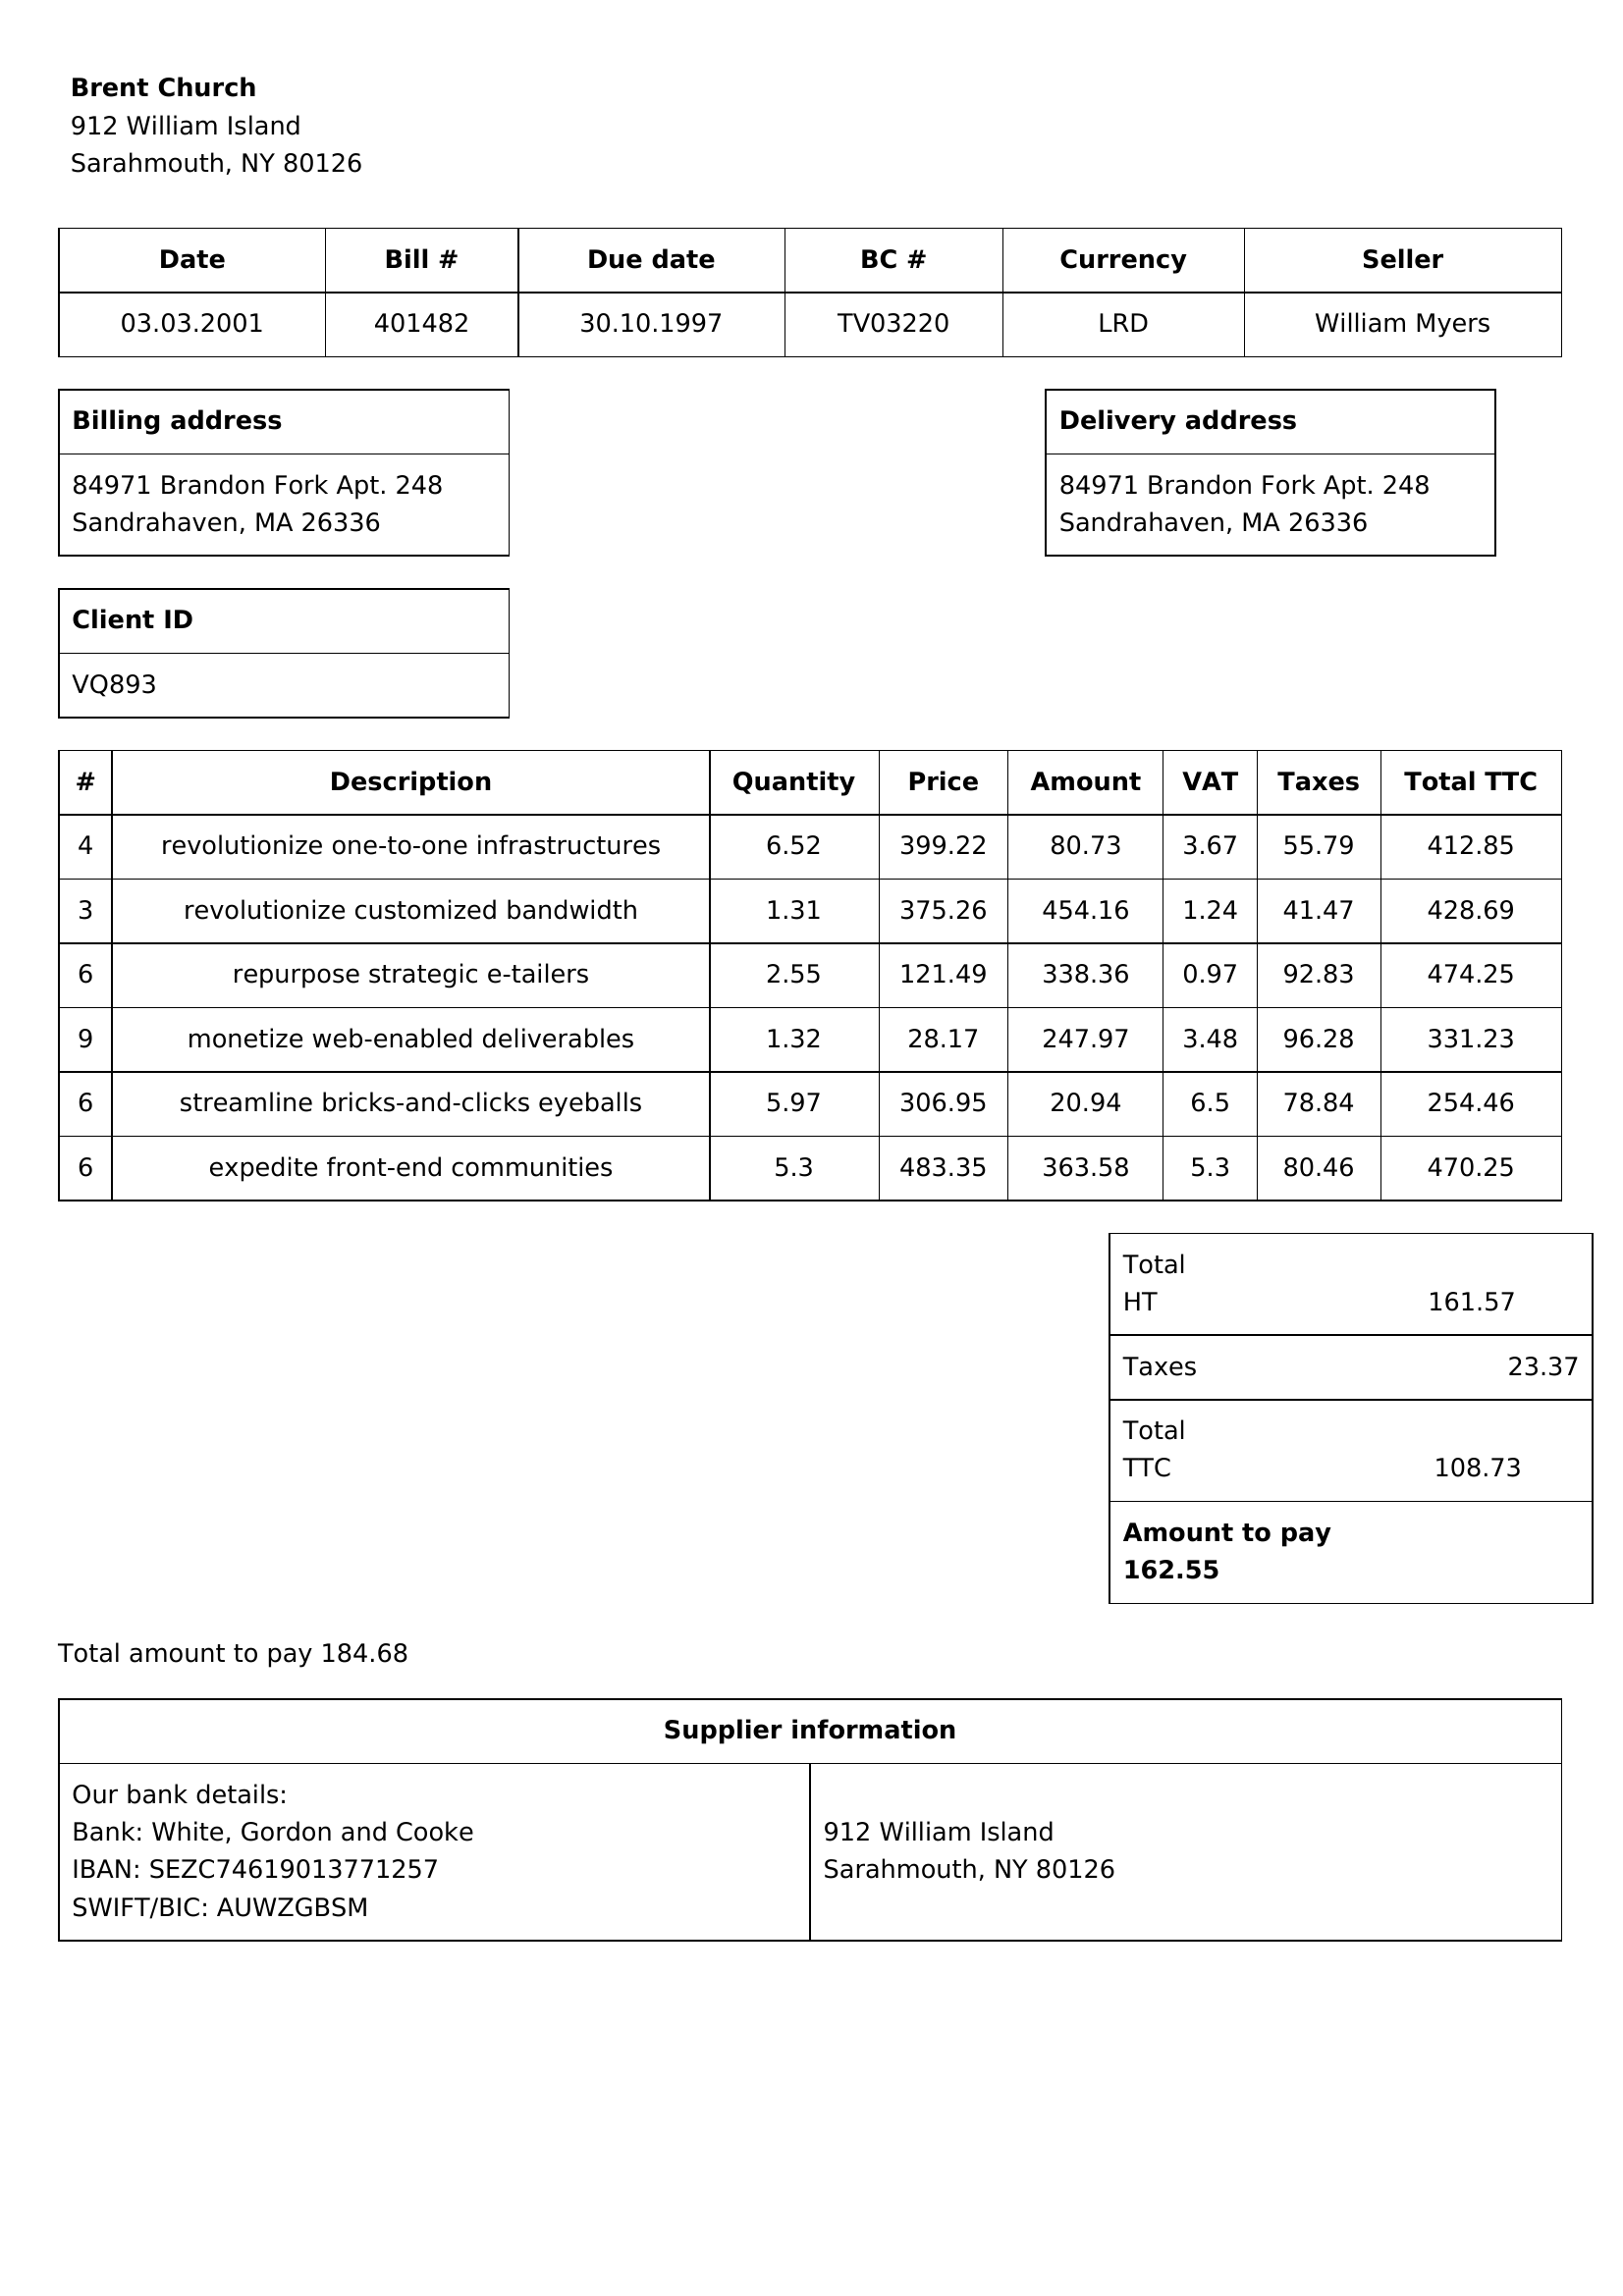 Brent Church
912 William Island
Sarahmouth, NY 80126
Date Bill # Due date BC # Currency Seller
03.03.2001 401482 30.10.1997 TV03220 LRD William Myers
Billing address
84971 Brandon Fork Apt. 248
Sandrahaven, MA 26336
Delivery address
84971 Brandon Fork Apt. 248
Sandrahaven, MA 26336
Client ID
VQ893
# Description Quantity Price Amount VAT Taxes Total TTC
4 revolutionize one-to-one infrastructures 6.52 399.22 80.73 3.67 55.79 412.85
3 revolutionize customized bandwidth 1.31 375.26 454.16 1.24 41.47 428.69
6 repurpose strategic e-tailers 2.55 121.49 338.36 0.97 92.83 474.25
9 monetize web-enabled deliverables 1.32 28.17 247.97 3.48 96.28 331.23
6 streamline bricks-and-clicks eyeballs 5.97 306.95 20.94 6.5 78.84 254.46
6 expedite front-end communities 5.3 483.35 363.58 5.3 80.46 470.25
Total
HT 161.57
Taxes 23.37
Total
TTC 108.73
Amount to pay
162.55
Total amount to pay 184.68
Supplier information
Our bank details:
Bank: White, Gordon and Cooke
IBAN: SEZC74619013771257
SWIFT/BIC: AUWZGBSM
912 William Island
Sarahmouth, NY 80126